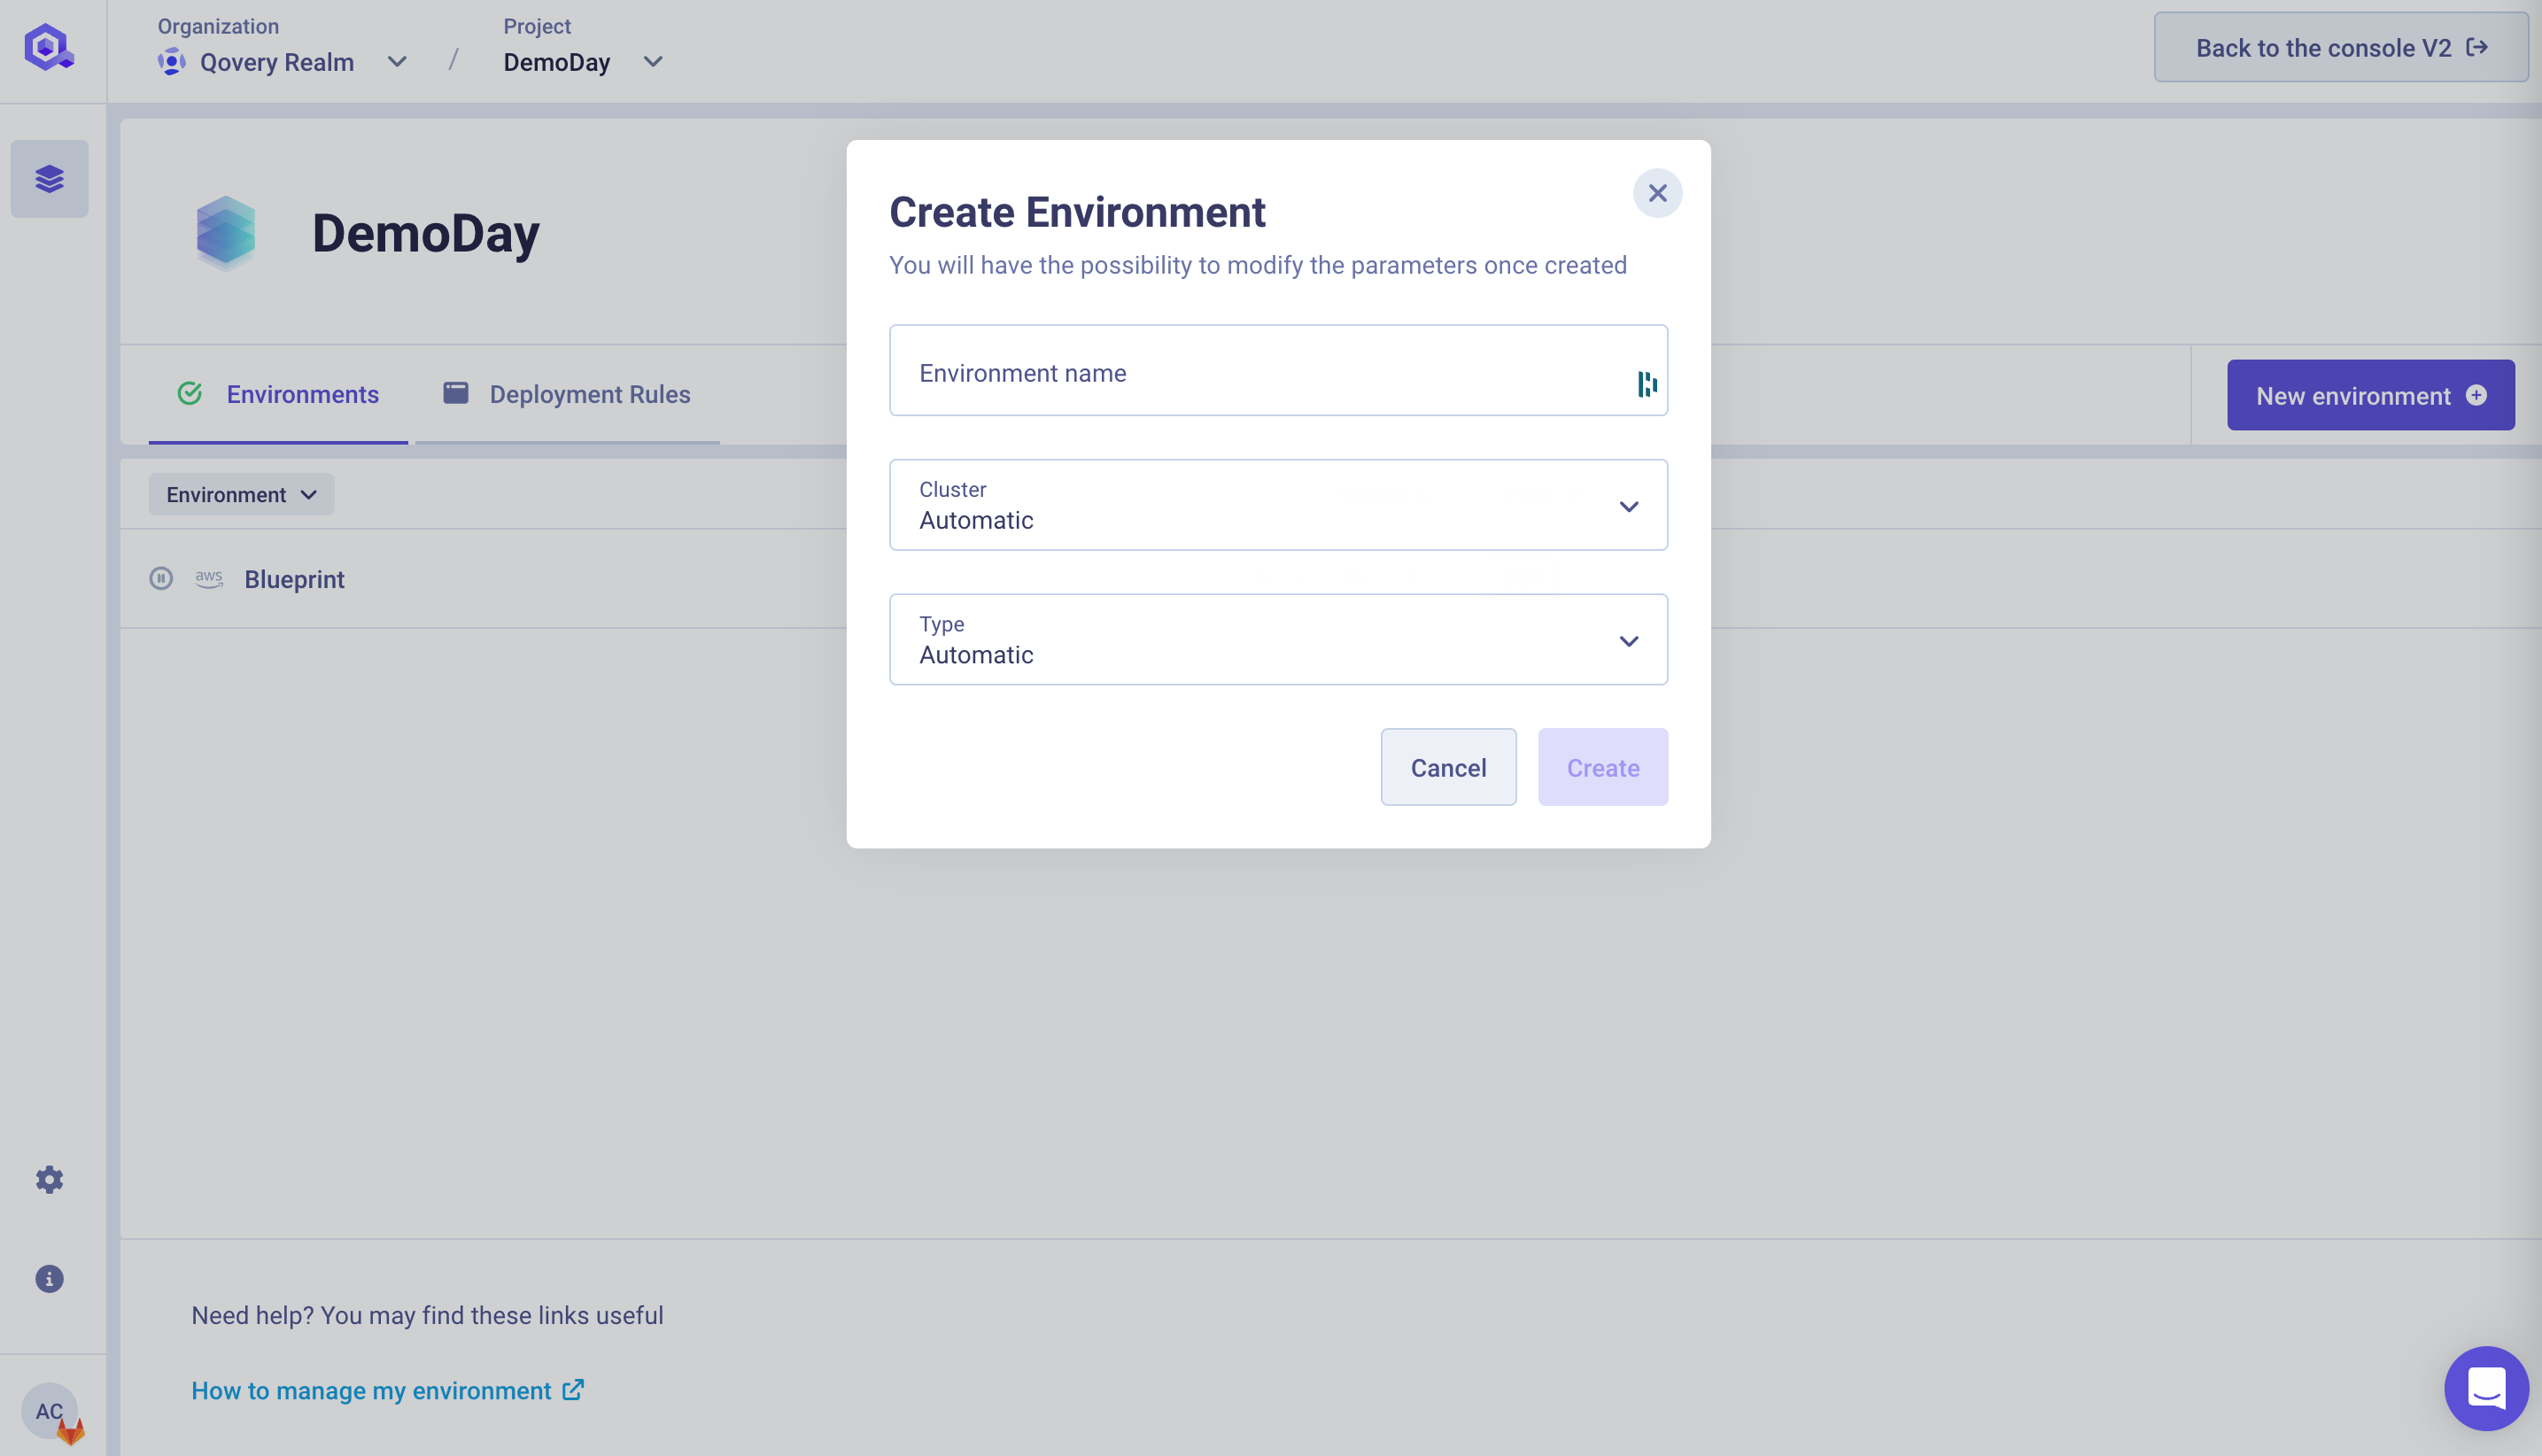 Organization
Qovery Realm
/
Project
DemoDay
Back to the console V2
DemoDay
Environments
Deployment Rules
New environment
Environment
aws
Blueprint
Create Environment
You will have the possibility to modify the parameters once created
Environment name
Cluster
Automatic
Type
Automatic
Cancel
Create
Need help? You may find these links useful
How to manage my environment
AC